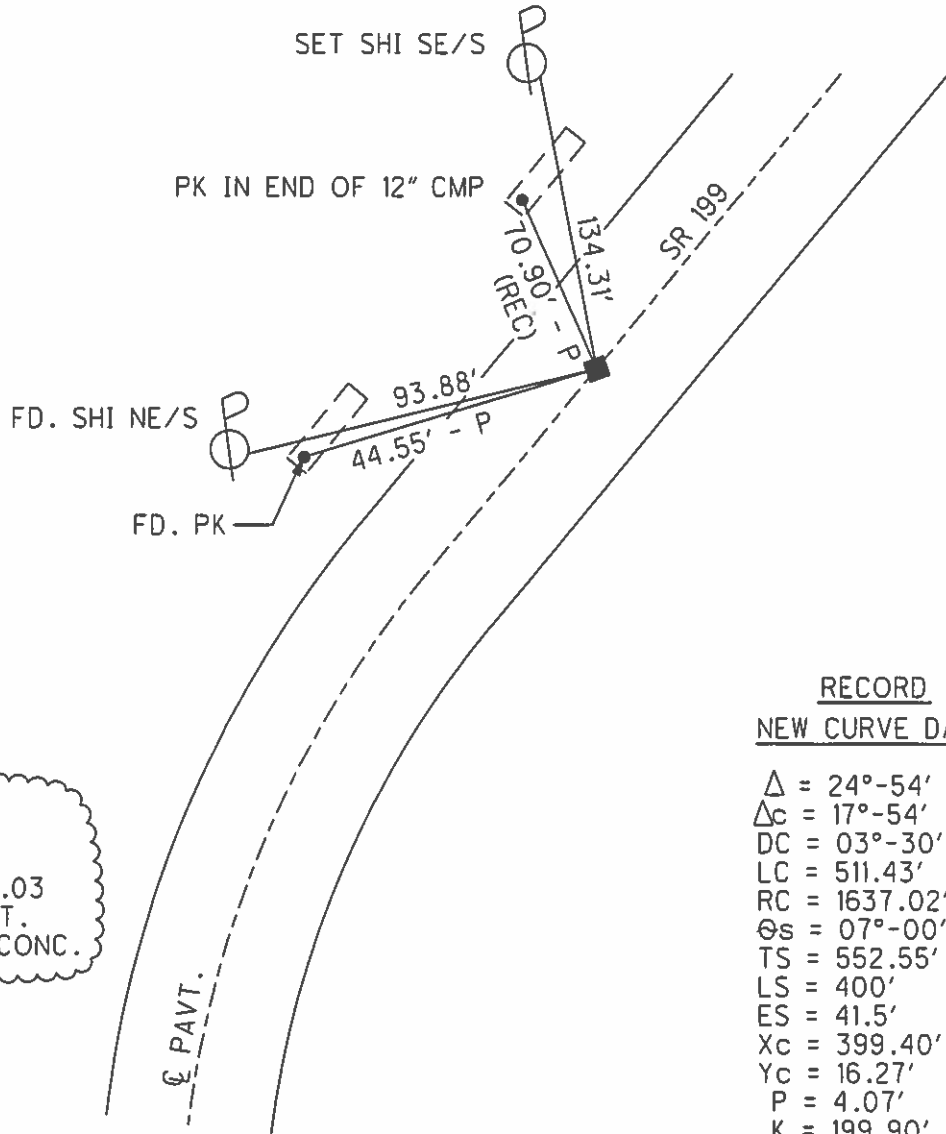 SET SHI SE/S
PK IN END OF 12" CMP
SR 199
134.31'
70.90' - P
(REC)
93.88'
44.55' - P
FD. SHI NE/S
FD. PK
RECORD
NEW CURVE
Δ = 24°-54'
Δc = 17°-54'
DC = 03°-30'
LC = 511.43'
RC = 1637.02'
Θs = 07°-00'
TS = 552.55'
LS = 400'
ES = 41.5'
Xc = 399.40'
Yc = 16.27'
P = 4.07'
K = 199.90'
.03
T.
CONC.
℄ PAVT.